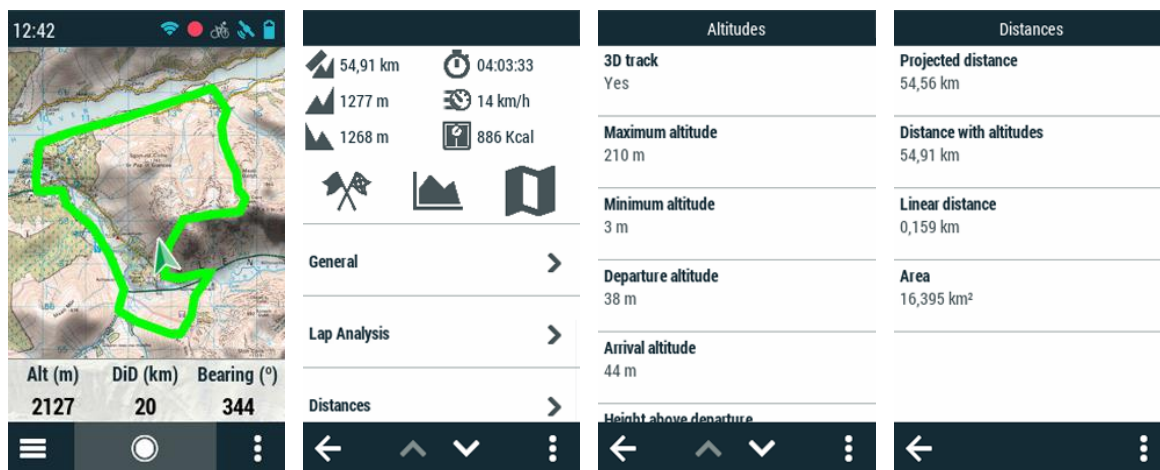 12:42
Alt (m) DiD (km) Bearing (º)
2127 20 344
54,91 km 04:03:33
1277 m 14 km/h
1268 m 886 Kcal
General
Lap Analysis
Distances
Altitudes
3D track
Yes
Maximum altitude
210 m
Minimum altitude
3 m
Departure altitude
38 m
Arrival altitude
44 m
Height above departure
Distances
Projected distance
54,56 km
Distance with altitudes
54,91 km
Linear distance
0,159 km
Area
16,395 km²